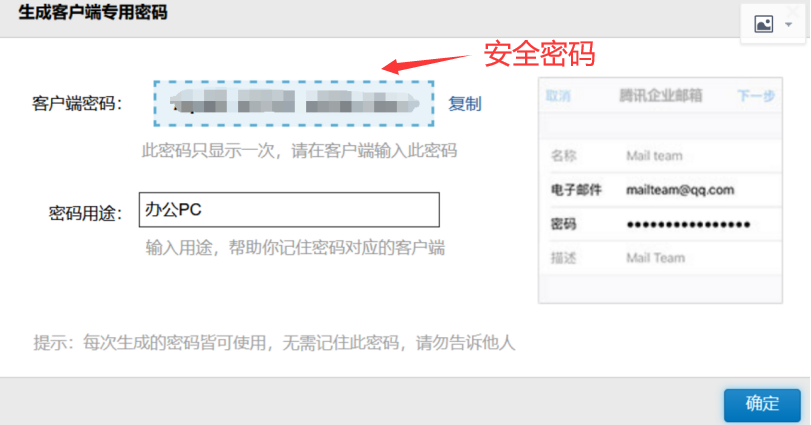 生成客户端专用密码
安全密码
客户端密码：
复制
此密码只显示一次，请在客户端输入此密码
密码用途：
办公PC
输入用途，帮助你记住密码对应的客户端
取消 腾讯企业邮箱 下一步
名称 Mail team
电子邮件 mailteam@qq.com
密码 ●●●●●●●●●●●●●●●●
描述 Mail Team
提示：每次生成的密码皆可使用，无需记住此密码，请勿告诉他人
确定